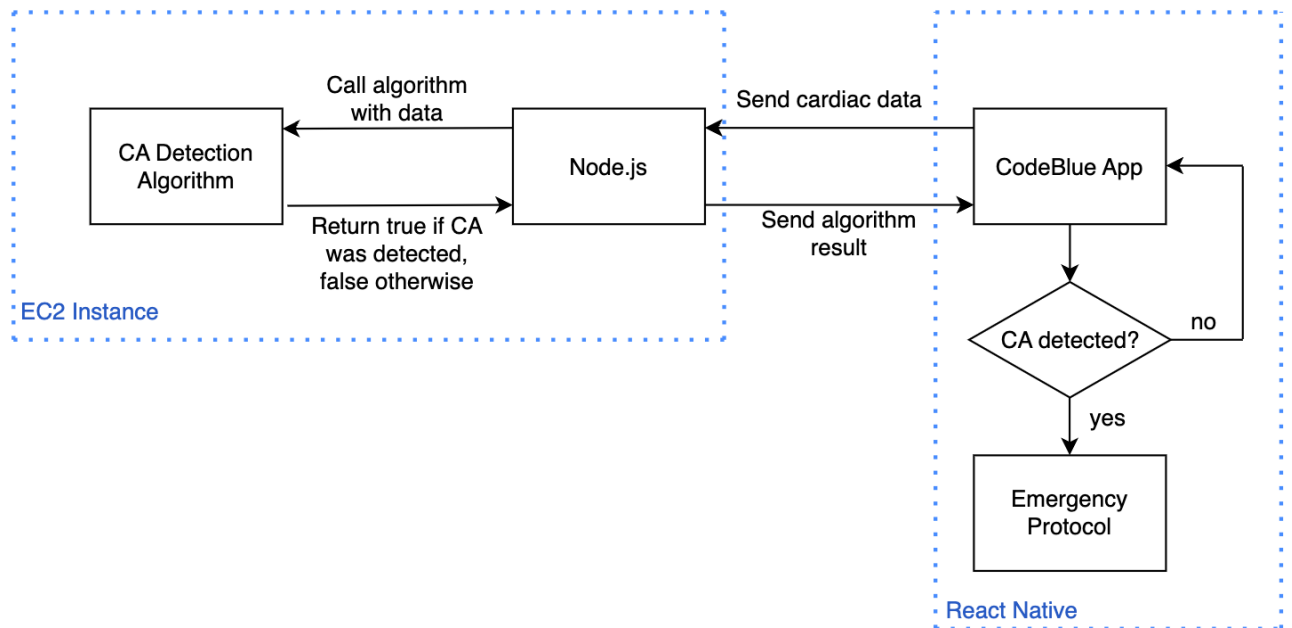 Call algorithm
with data
Send cardiac data
CA Detection
Algorithm
Node.js
CodeBlue App
Return true if CA
was detected,
false otherwise
Send algorithm
result
EC2 Instance
CA detected?
no
yes
Emergency
Protocol
React Native